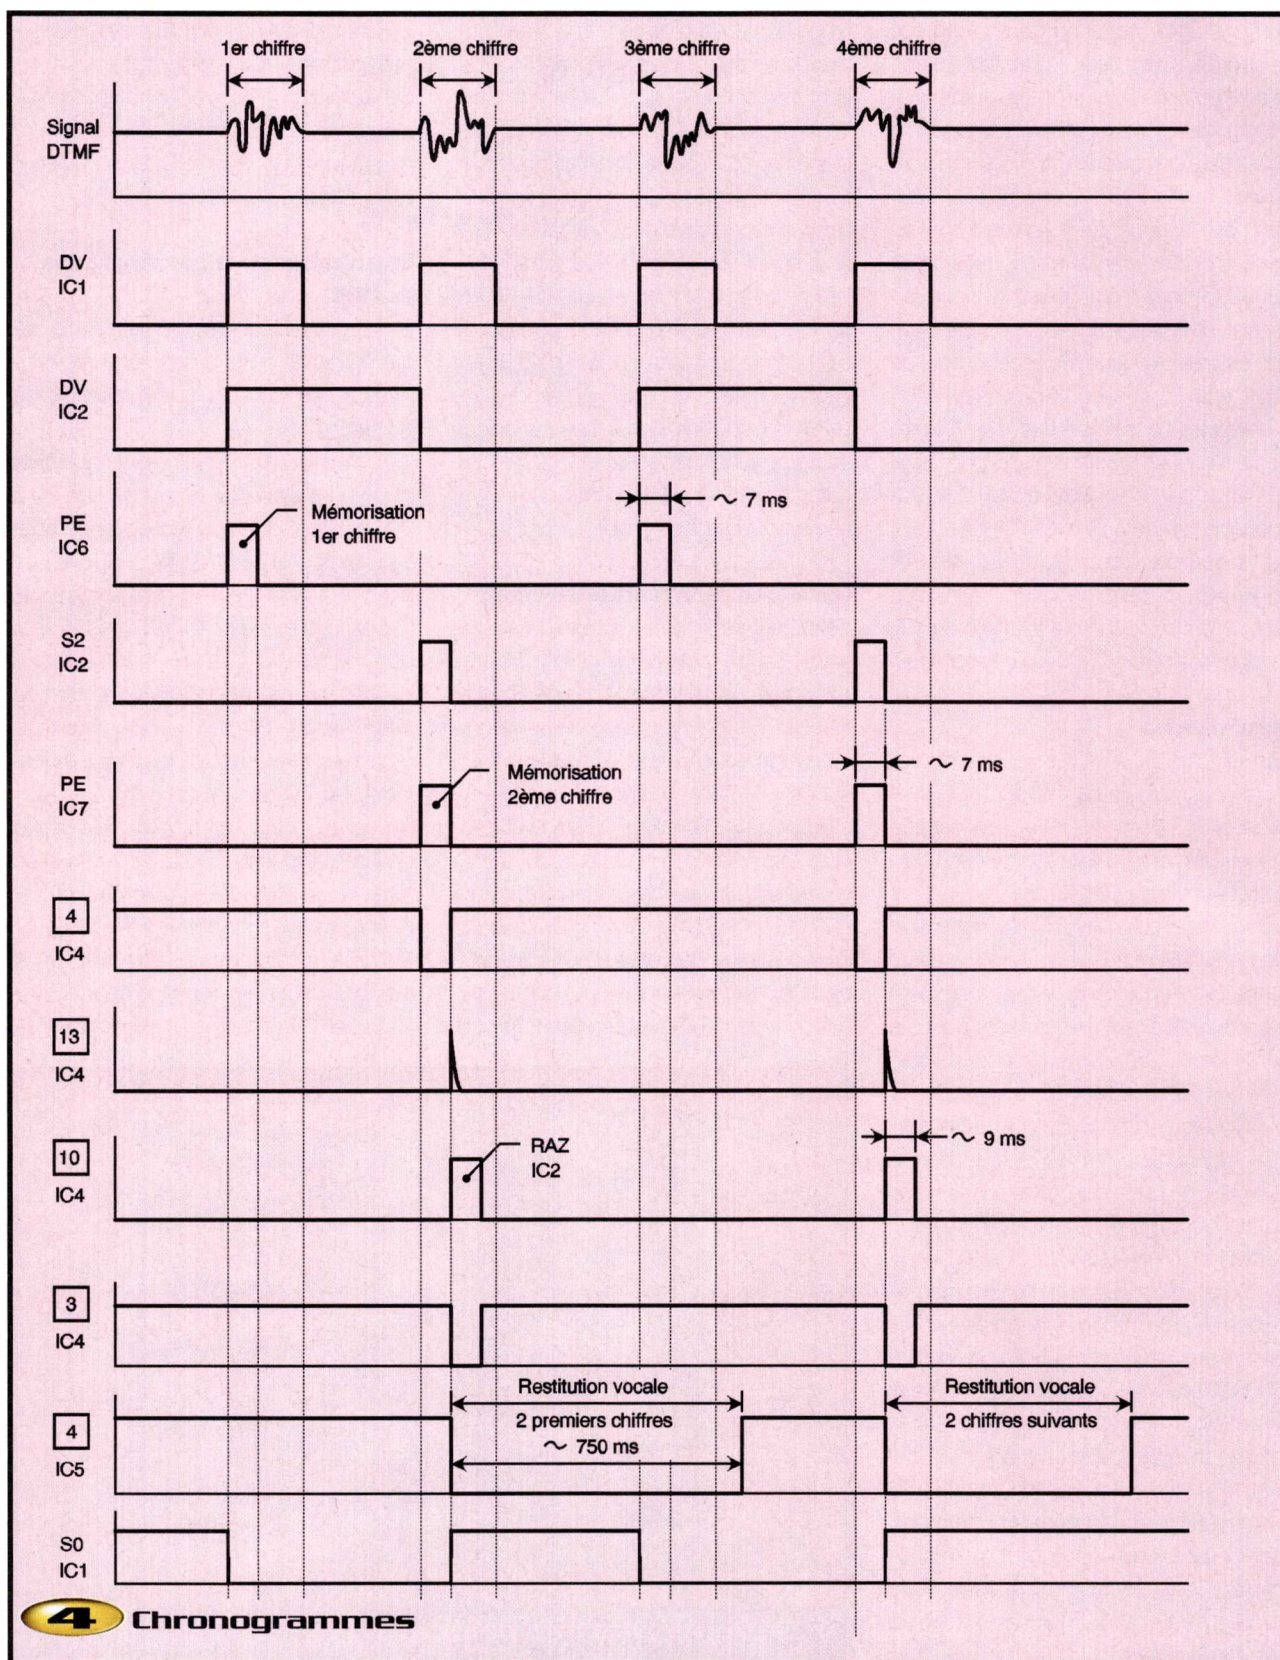 1er chiffre
2ème chiffre
3ème chiffre
4ème chiffre
Signal
DTMF
DV
IC1
DV
IC2
PE
IC6
Mémorisation
1er chiffre
~ 7 ms
S2
IC2
PE
IC7
Mémorisation
2ème chiffre
~ 7 ms
4
IC4
13
IC4
10
IC4
RAZ
IC2
~ 9 ms
3
IC4
4
IC5
Restitution vocale
2 premiers chiffres
~ 750 ms
Restitution vocale
2 chiffres suivants
S0
IC1
4 Chronogrammes